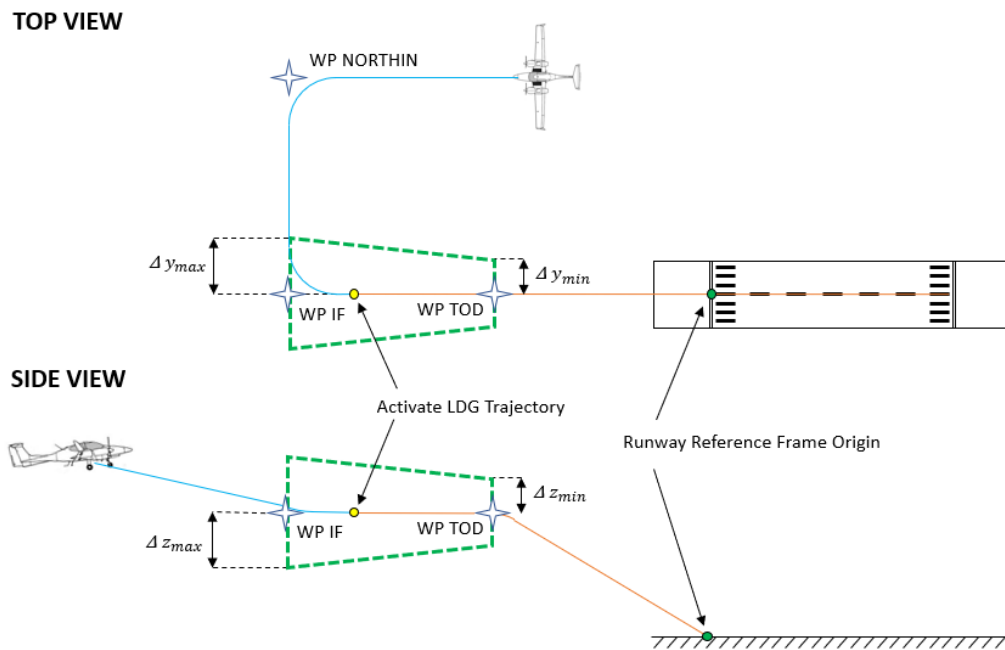 TOP VIEW
WP NORTHIN
Δ y_max
Δ y_min
WP IF
WP TOD
SIDE VIEW
Activate LDG Trajectory
Runway Reference Frame Origin
Δ z_min
WP IF
WP TOD
Δ z_max